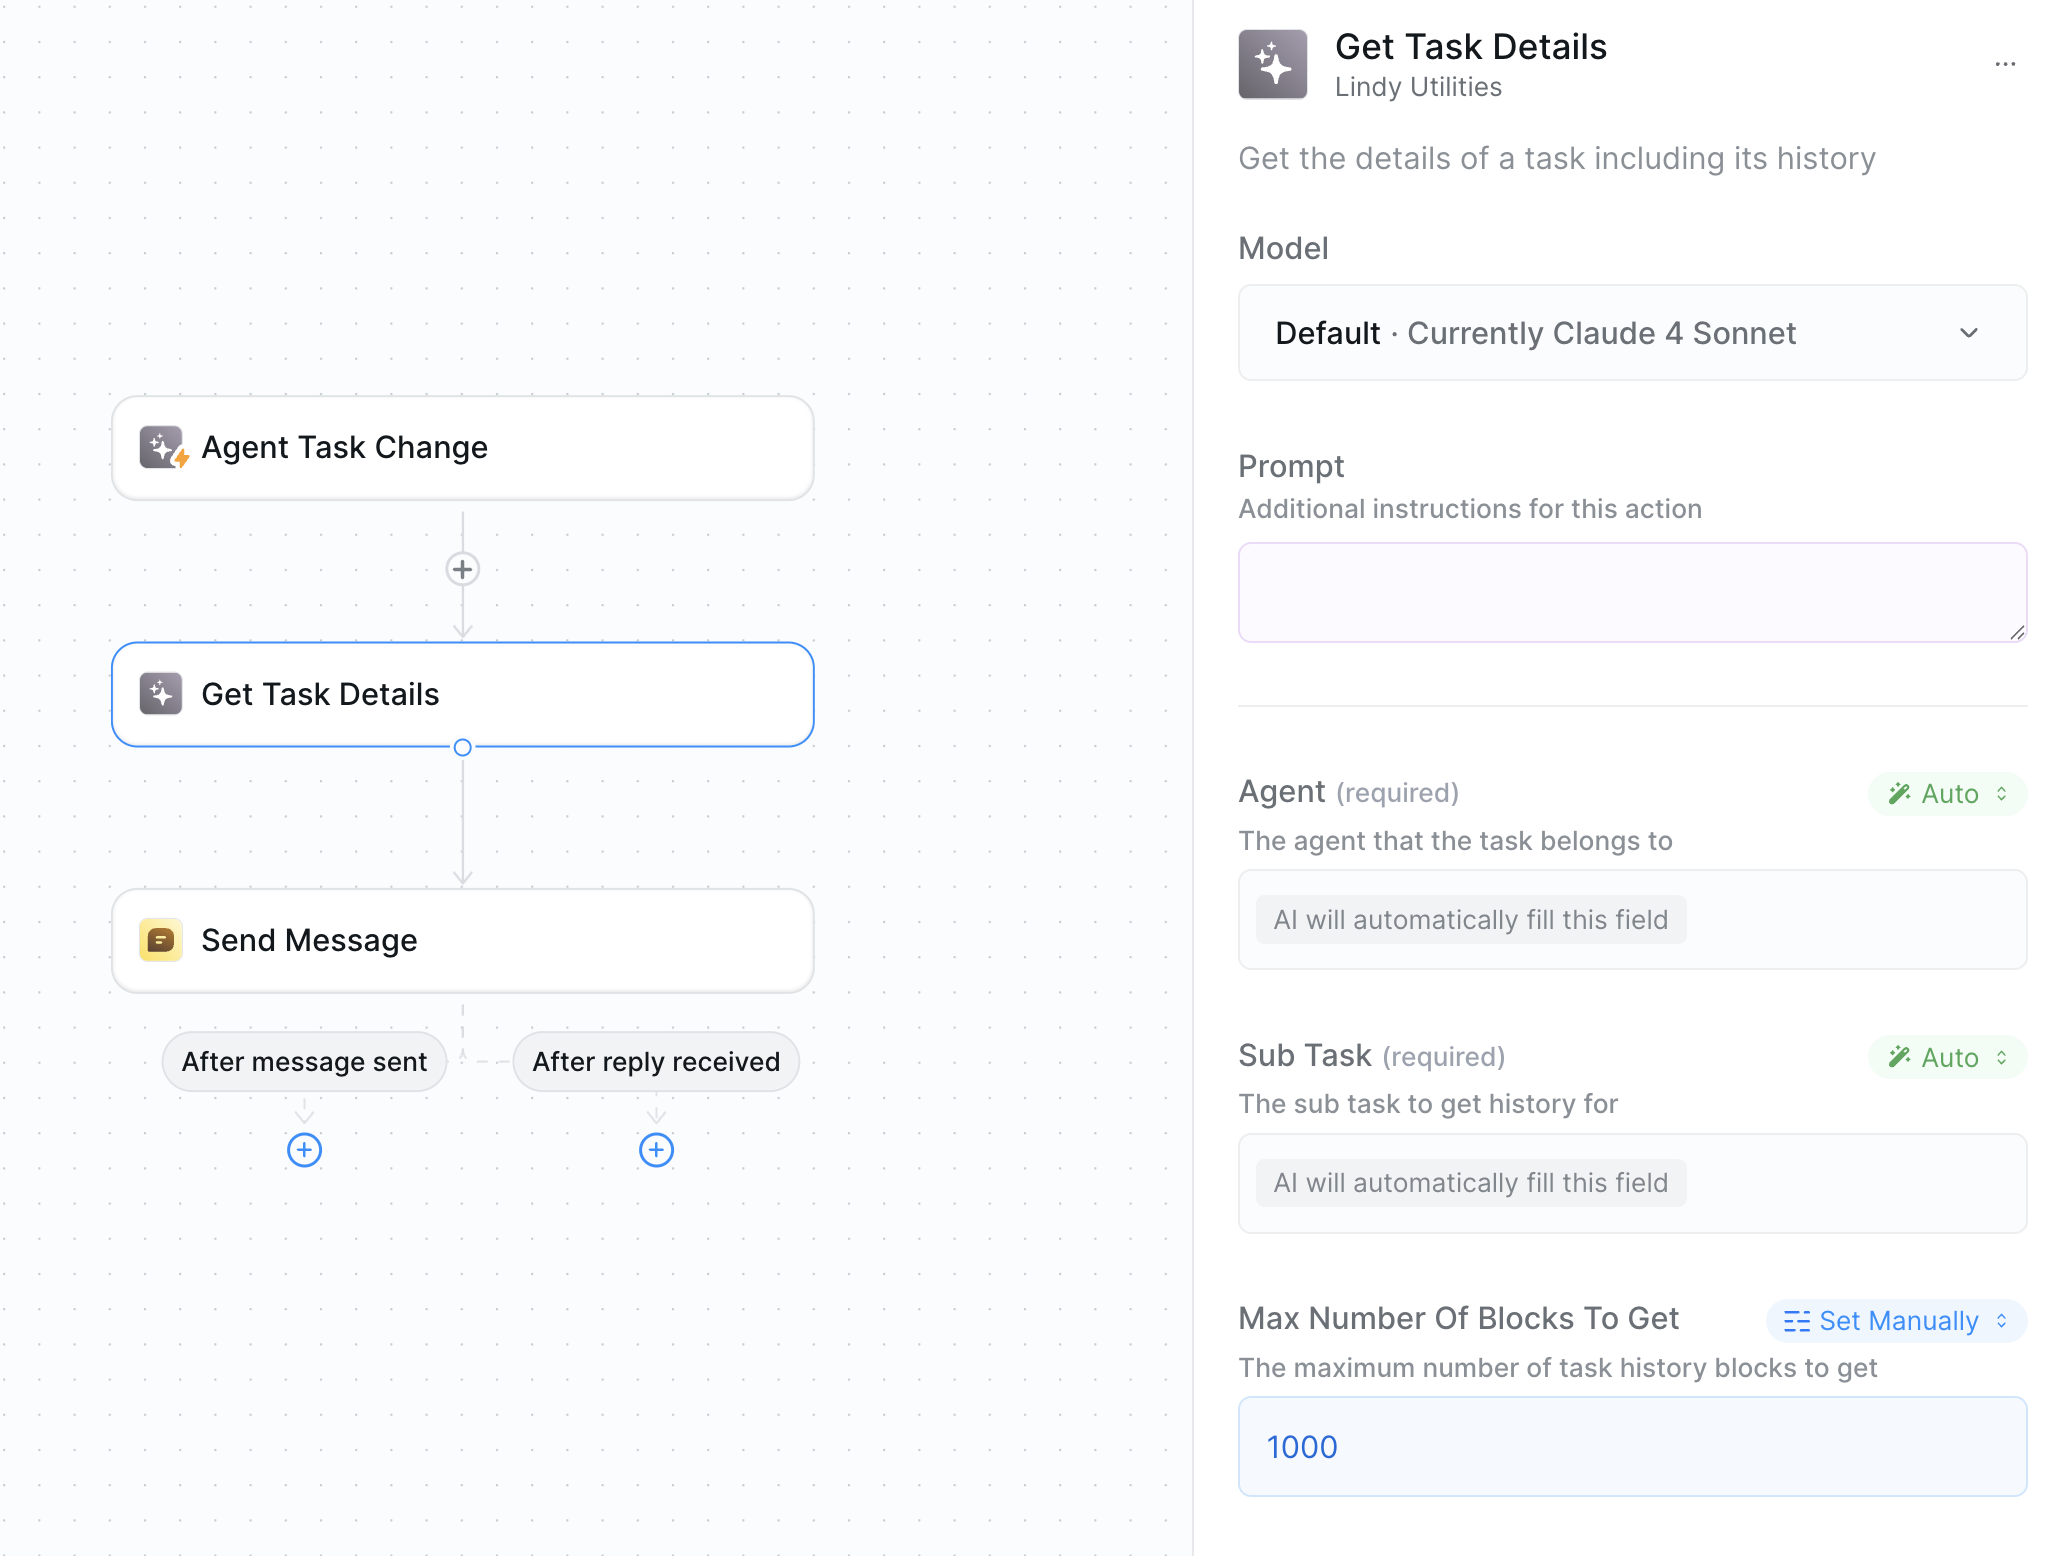 Agent Task Change
Get Task Details
Send Message
After message sent
After reply received
Get Task Details
Lindy Utilities
Get the details of a task including its history
Model
Default · Currently Claude 4 Sonnet
Prompt
Additional instructions for this action
Agent (required)
Auto
The agent that the task belongs to
AI will automatically fill this field
Sub Task (required)
Auto
The sub task to get history for
AI will automatically fill this field
Max Number Of Blocks To Get
Set Manually
The maximum number of task history blocks to get
1000